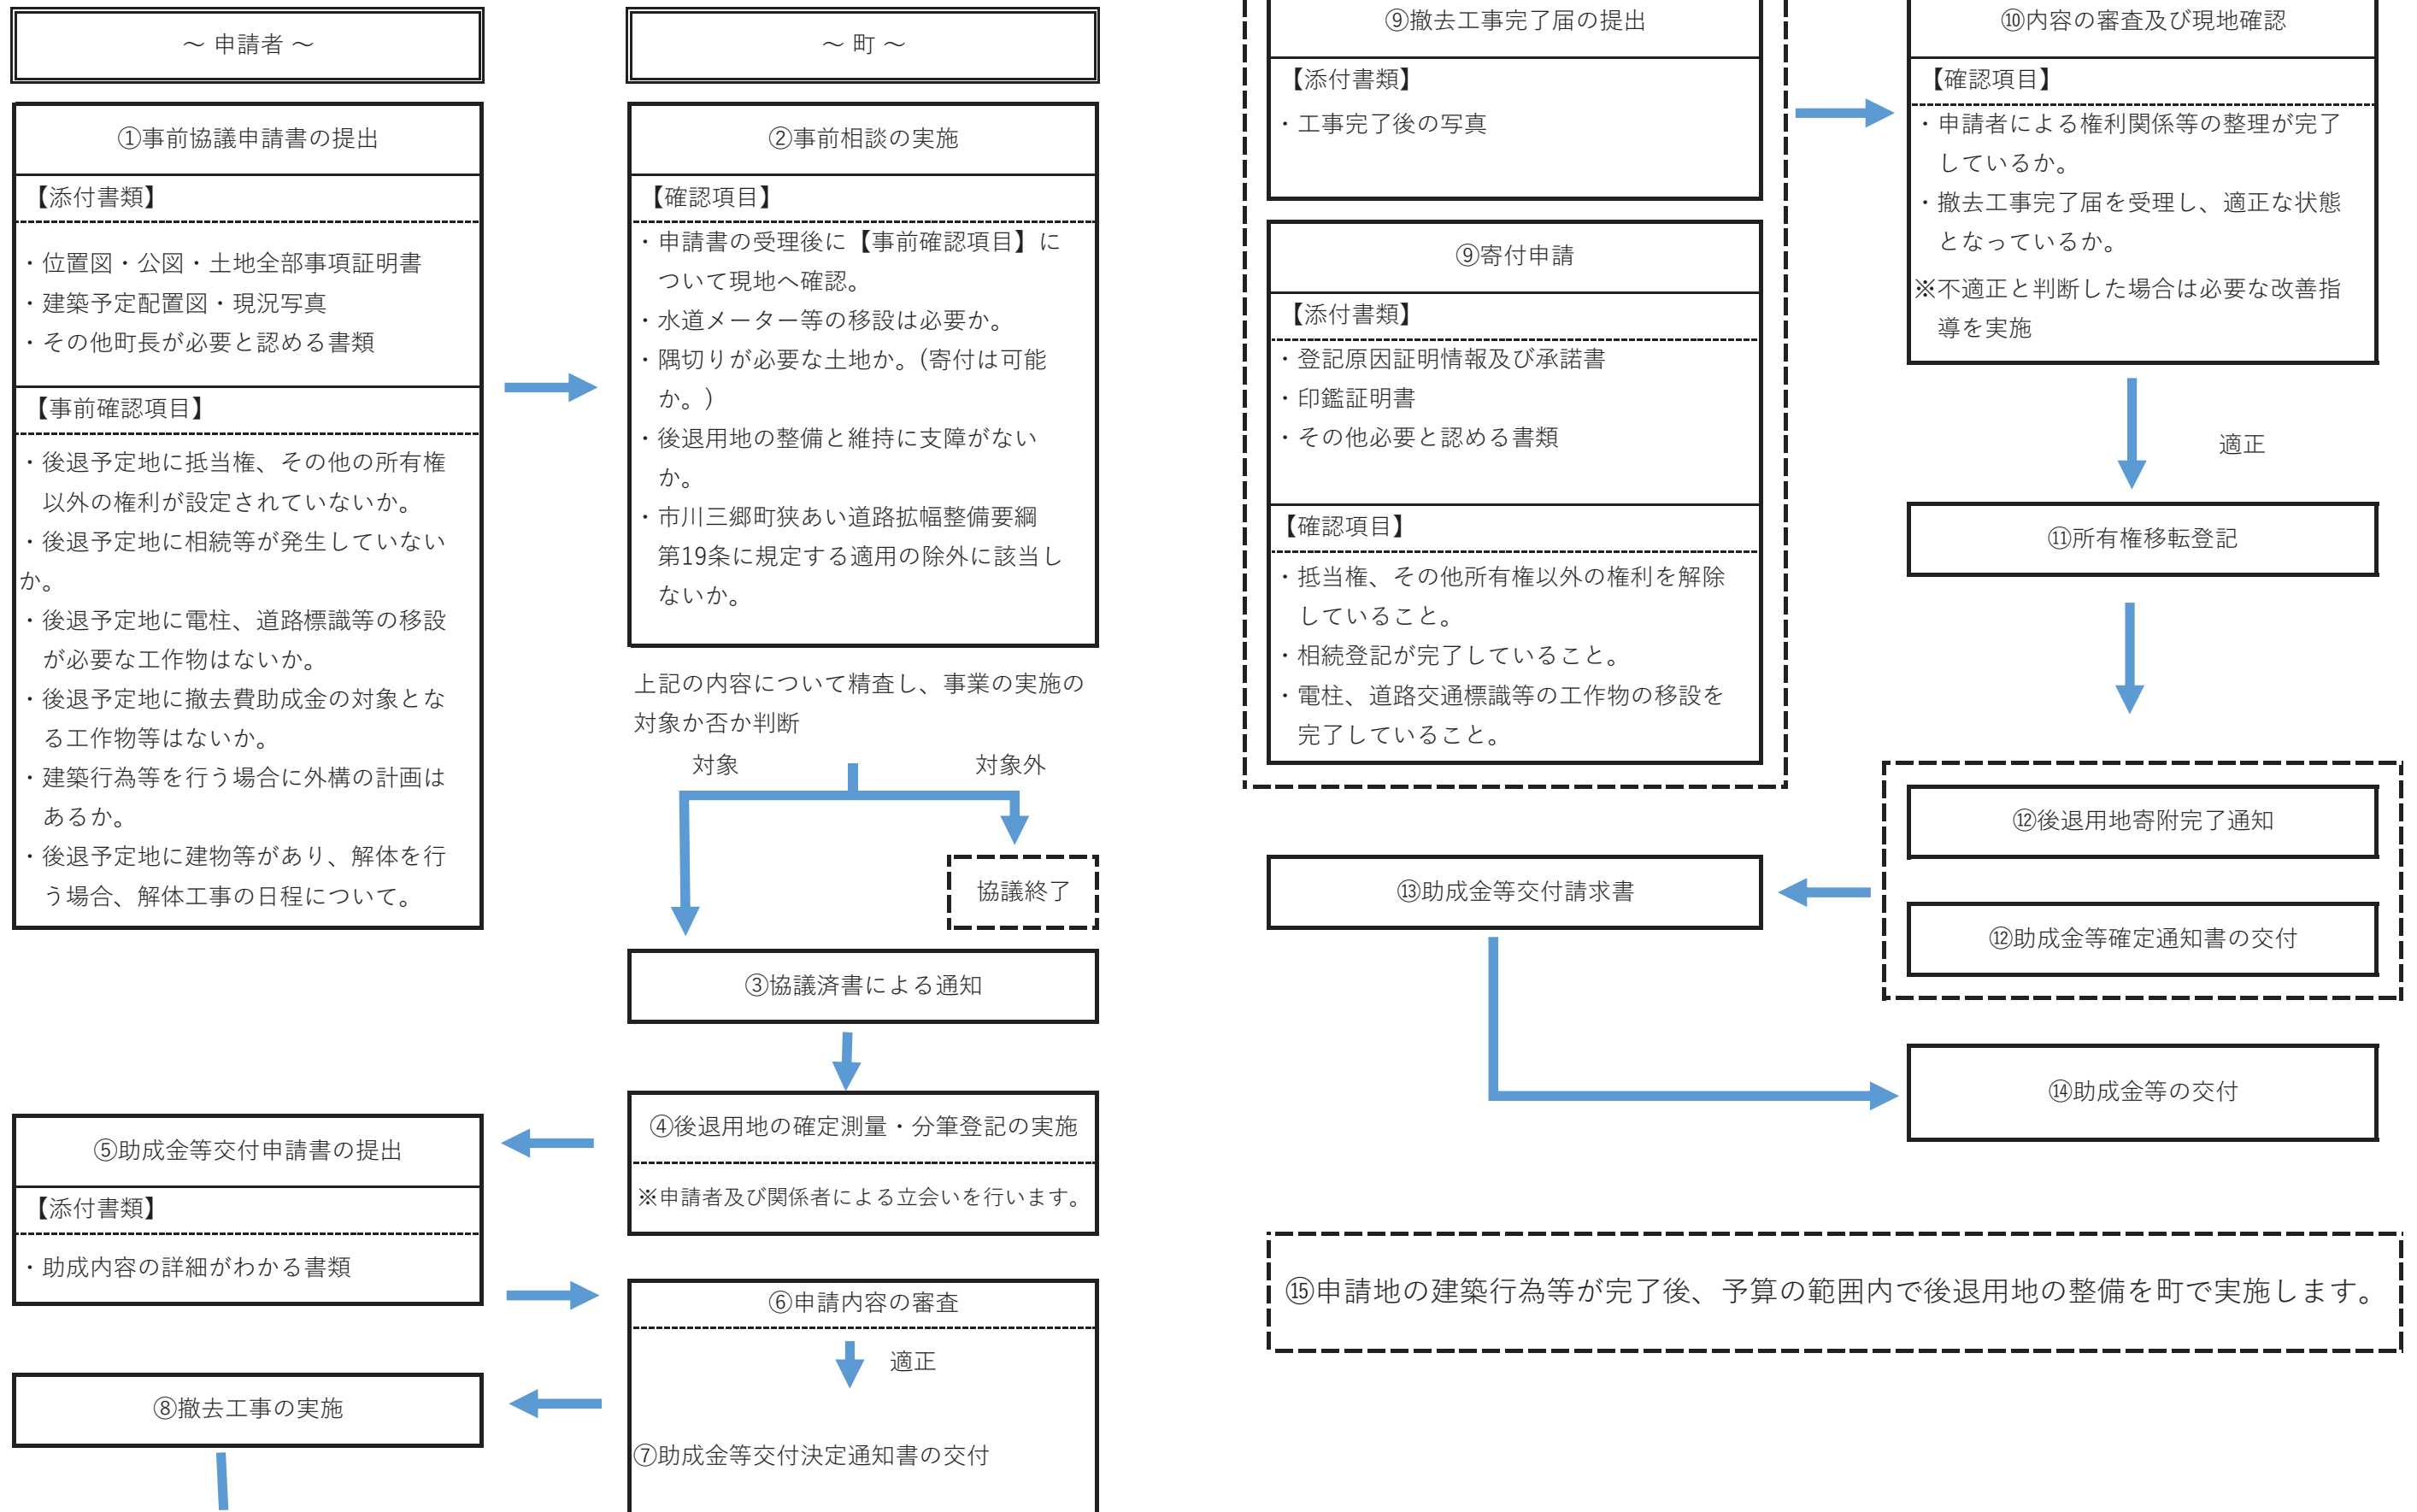 ～ 申請者 ～
～ 町 ～
①事前協議申請書の提出
【添付書類】
・位置図・公図・土地全部事項証明書
・建築予定配置図・現況写真
・その他町長が必要と認める書類
【事前確認項目】
・後退予定地に抵当権、その他の所有権
以外の権利が設定されていないか。
・後退予定地に相続等が発生していない
か。
・後退予定地に電柱、道路標識等の移設
が必要な工作物はないか。
・後退予定地に撤去費助成金の対象とな
る工作物等はないか。
・建築行為等を行う場合に外構の計画は
あるか。
・後退予定地に建物等があり、解体を行
う場合、解体工事の日程について。
②事前相談の実施
【確認項目】
・申請書の受理後に【事前確認項目】に
ついて現地へ確認。
・水道メーター等の移設は必要か。
・隅切りが必要な土地か。(寄付は可能
か。)
・後退用地の整備と維持に支障がない
か。
・市川三郷町狭あい道路拡幅整備要綱
第19条に規定する適用の除外に該当し
ないか。
上記の内容について精査し、事業の実施の
対象か否か判断
対象
対象外
協議終了
③協議済書による通知
④後退用地の確定測量・分筆登記の実施
※申請者及び関係者による立会いを行います。
⑤助成金等交付申請書の提出
【添付書類】
・助成内容の詳細がわかる書類
⑥申請内容の審査
適正
⑦助成金等交付決定通知書の交付
⑧撤去工事の実施
⑨撤去工事完了届の提出
【添付書類】
・工事完了後の写真
⑨寄付申請
【添付書類】
・登記原因証明情報及び承諾書
・印鑑証明書
・その他必要と認める書類
【確認項目】
・抵当権、その他所有権以外の権利を解除
していること。
・相続登記が完了していること。
・電柱、道路交通標識等の工作物の移設を
完了していること。
⑩内容の審査及び現地確認
【確認項目】
・申請者による権利関係等の整理が完了
しているか。
・撤去工事完了届を受理し、適正な状態
となっているか。
※不適正と判断した場合は必要な改善指
導を実施
適正
⑪所有権移転登記
⑫後退用地寄附完了通知
⑫助成金等確定通知書の交付
⑬助成金等交付請求書
⑭助成金等の交付
⑮申請地の建築行為等が完了後、予算の範囲内で後退用地の整備を町で実施します。